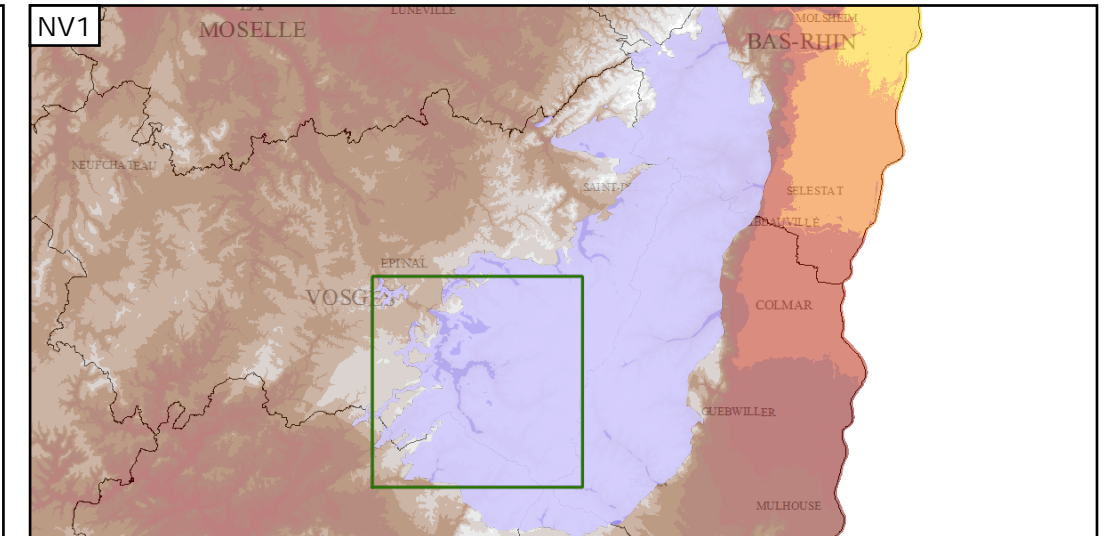 NV1
LUNEVILLE
MOSELLE
MOLSHEIM
BAS-RHIN
NEUFCHATEAU
SELESTAT
EPINAL
VOSGES
COLMAR
GUEBWILLER
MULHOUSE